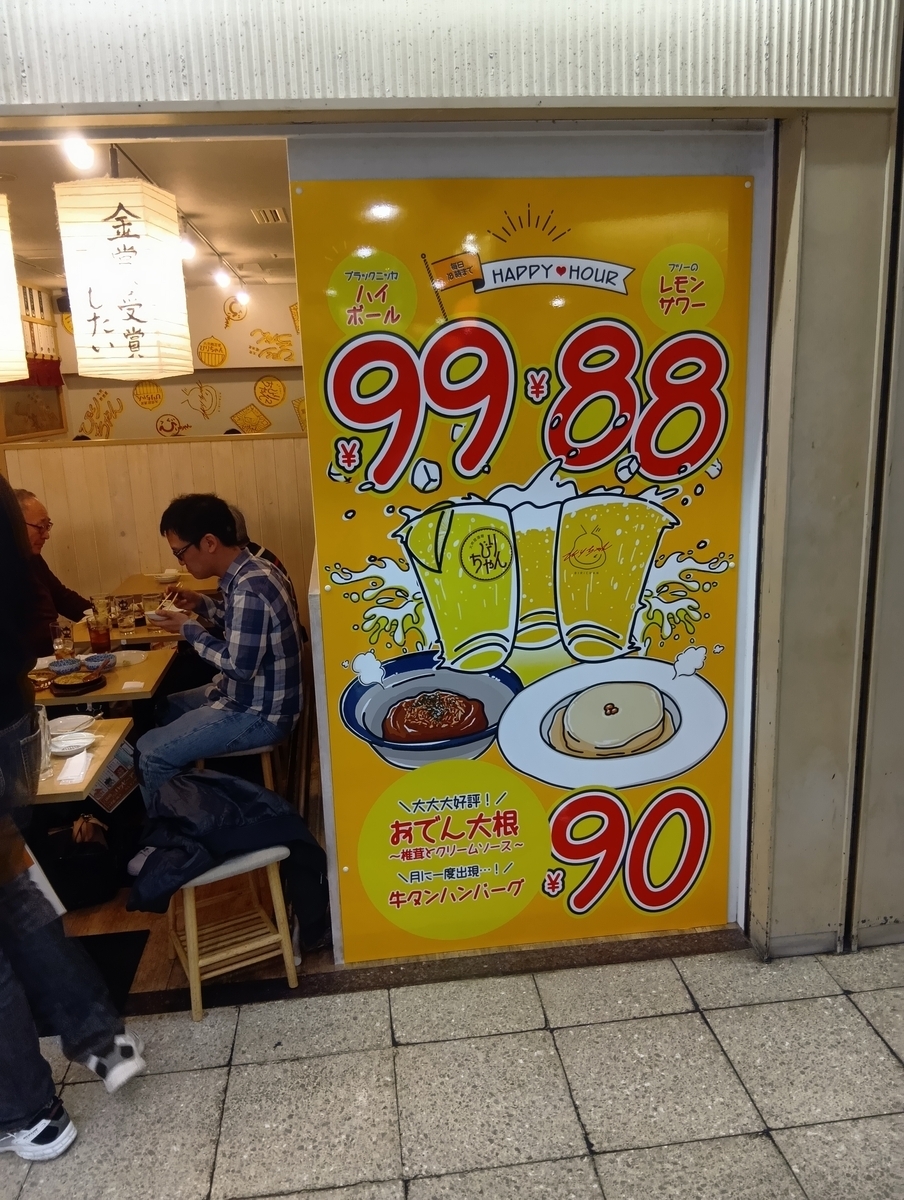 金賞、受賞
したい
毎日
18時まで
HAPPY HOUR
ブラックニッカ
ハイ
ボール
¥99
フリーの
レモン
サワー
¥88
びり
ちゃん
\大大大好評!/
おでん大根
~椎茸とクリームソース~
\月に一度出現…!/
牛タンハンバーグ
¥90